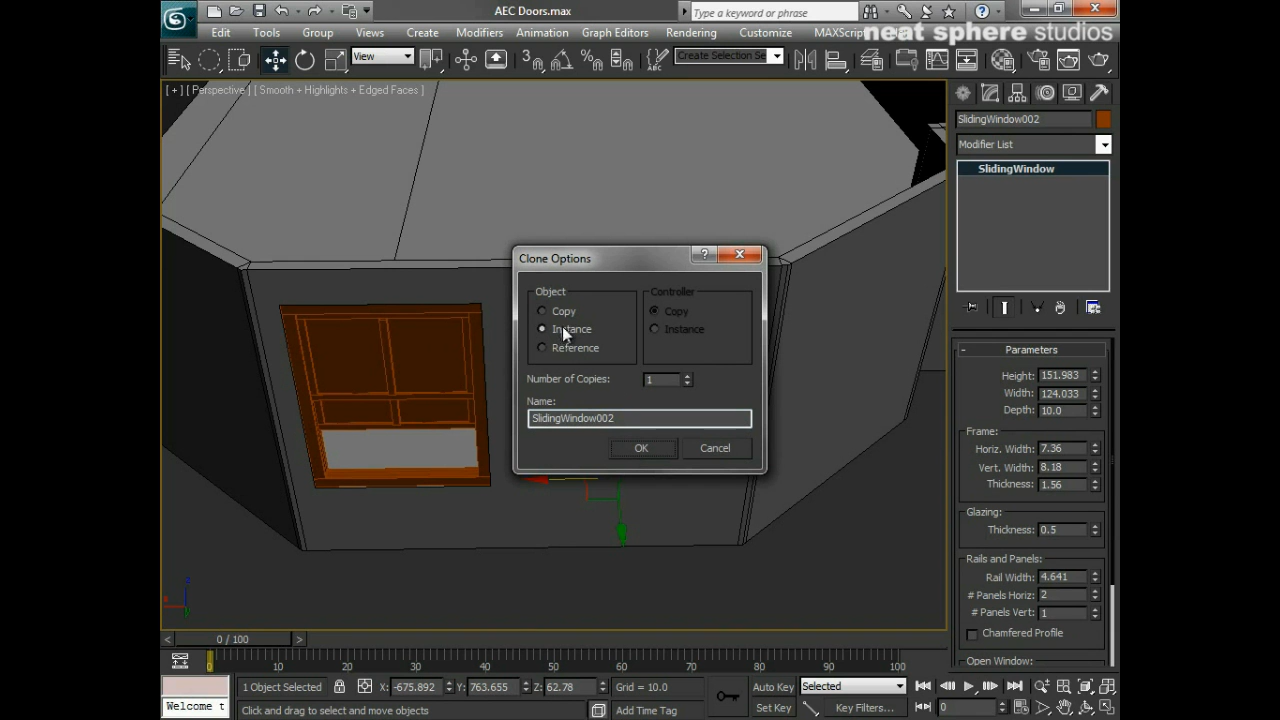 AEC Doors.max
Type a keyword or phrase
Edit Tools Group Views Create Modifiers Animation Graph Editors Rendering Customize MAXScri
neat sphere studios
View
Create Selection Se
[ + ] [ Perspective ] [ Smooth + Highlights + Edged Faces ]
SlidingWindow002
Modifier List
SlidingWindow
Clone Options
Object
Copy
Instance
Reference
Controller
Copy
Instance
Number of Copies: 1
Name:
SlidingWindow002
OK Cancel
- Parameters
Height: 151.983
Width: 124.033
Depth: 10.0
Frame:
Horiz. Width: 7.36
Vert. Width: 8.18
Thickness: 1.56
Glazing:
Thickness: 0.5
Rails and Panels:
Rail Width: 4.641
# Panels Horiz: 2
# Panels Vert: 1
Chamfered Profile
Open Window:
0 / 100
0 10 20 30 40 50 60 70 80 90 100
1 Object Selected X: -675.892 Y: 763.655 Z: 62.78 Grid = 10.0 Auto Key Selected
Welcome t Click and drag to select and move objects Add Time Tag Set Key Key Filters... 0